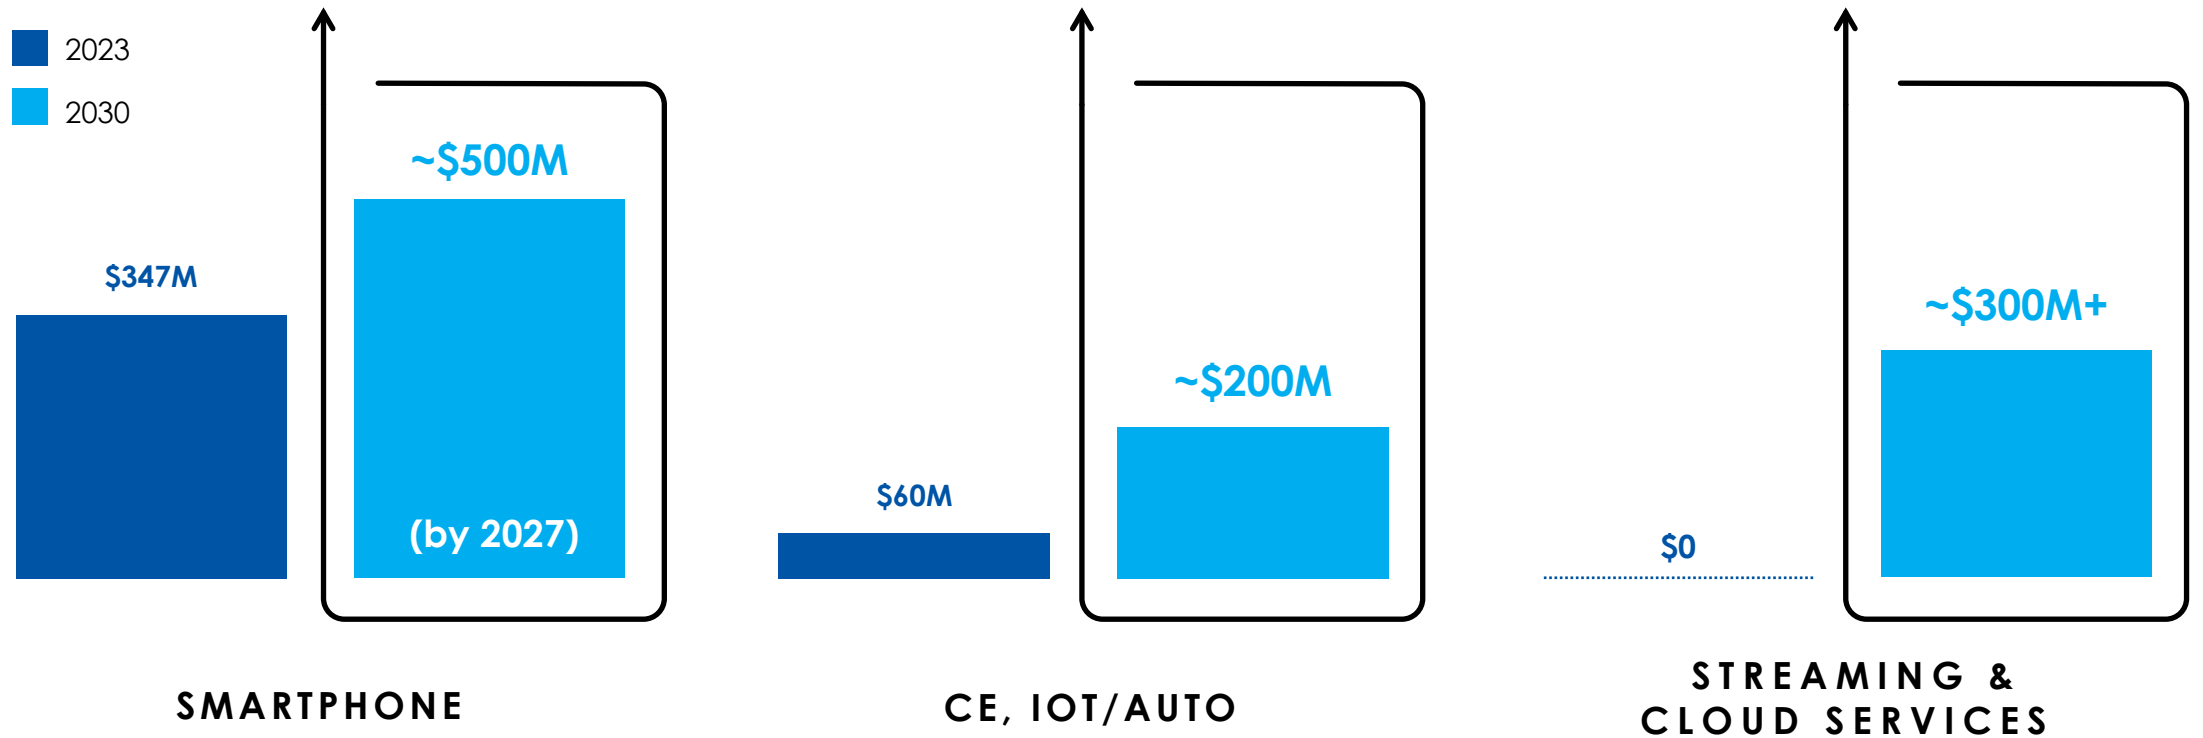 2023
2030
$347M
~$500M
(by 2027)
SMARTPHONE
$60M
~$200M
CE, IOT/AUTO
$0
~$300M+
STREAMING &
CLOUD SERVICES